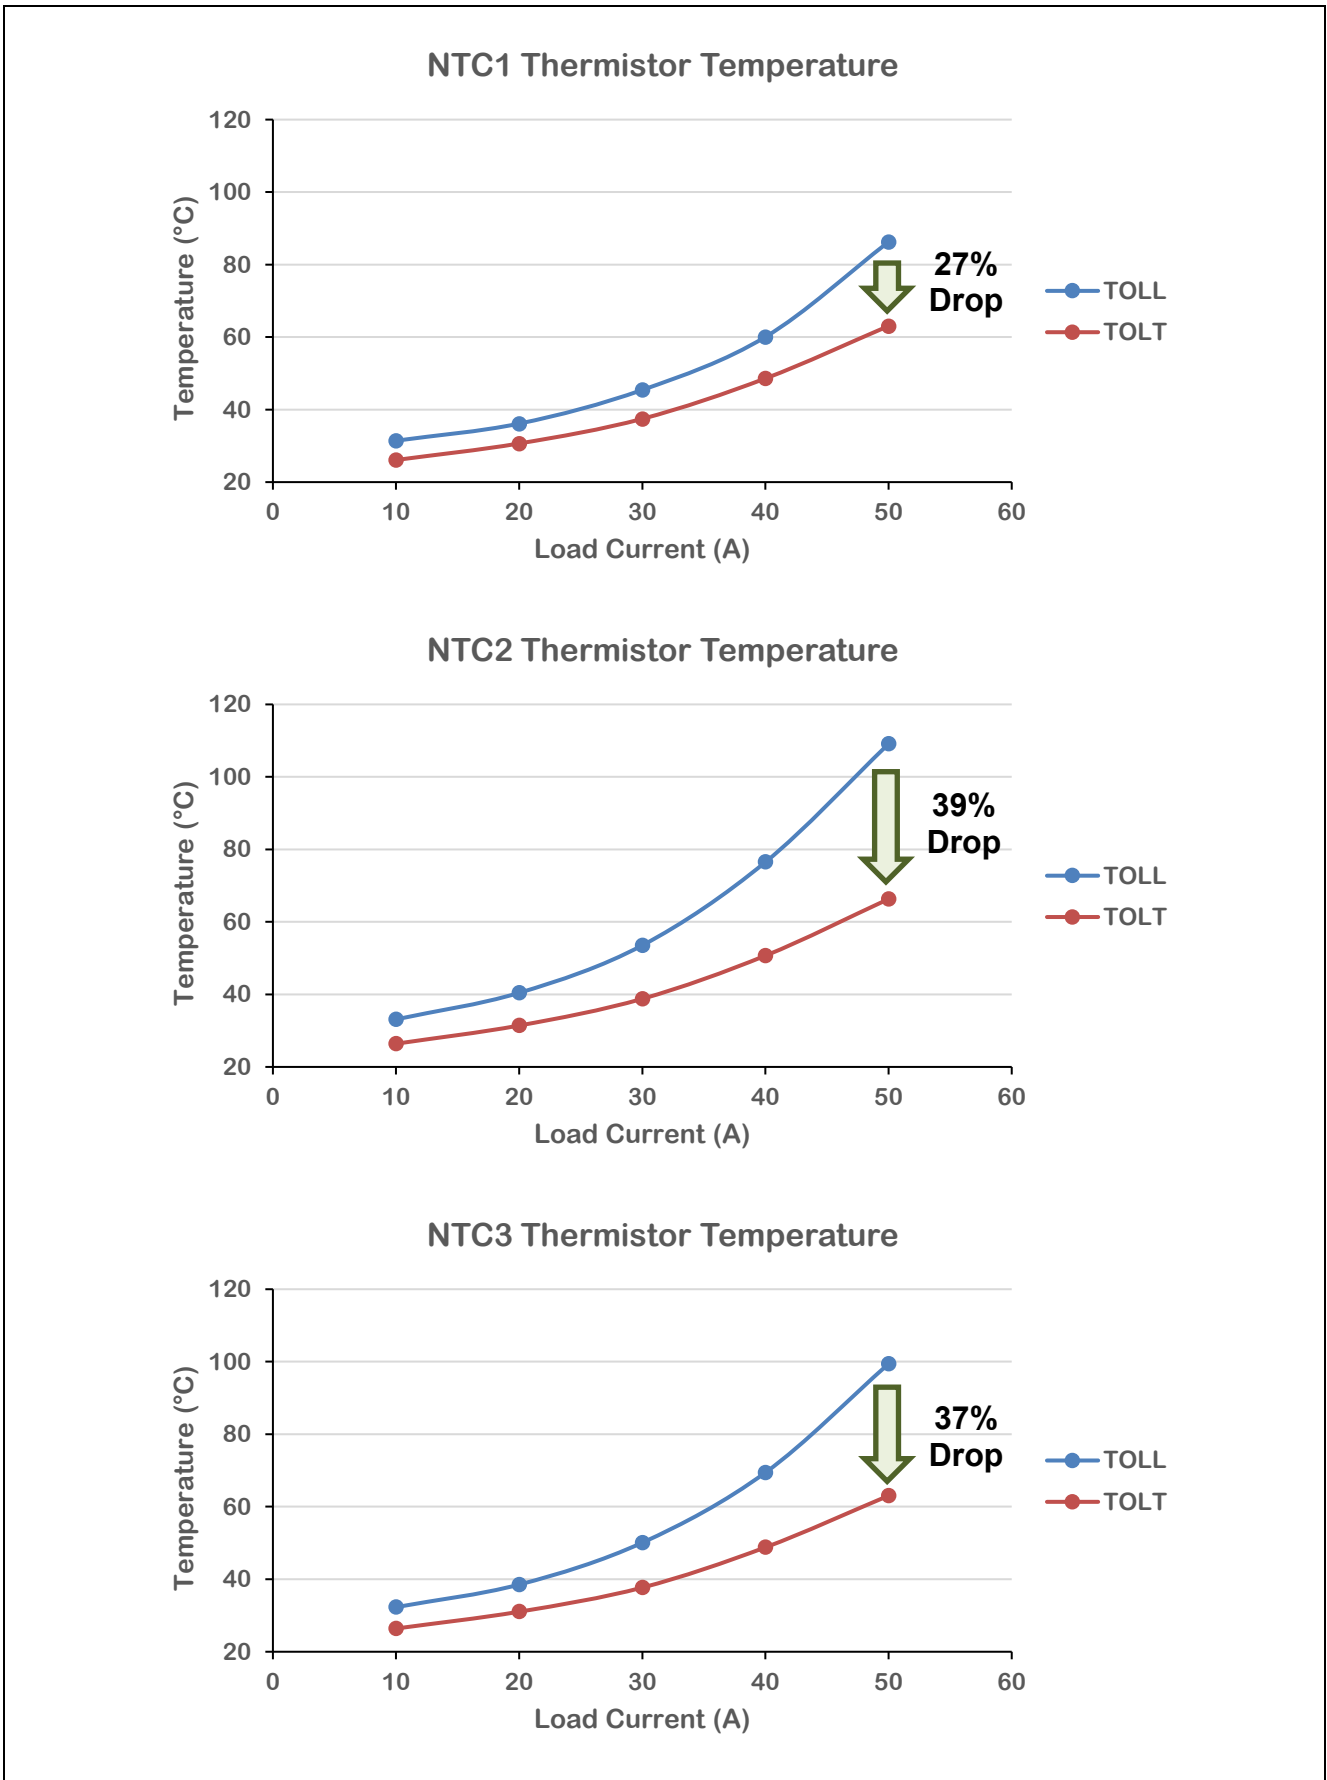 NTC1 Thermistor Temperature
120
100
80
60
40
20
Temperature (°C)
27%
Drop
TOLL
TOLT
0 10 20 30 40 50 60
Load Current (A)
NTC2 Thermistor Temperature
120
100
80
60
40
20
Temperature (°C)
39%
Drop
TOLL
TOLT
0 10 20 30 40 50 60
Load Current (A)
NTC3 Thermistor Temperature
120
100
80
60
40
20
Temperature (°C)
37%
Drop
TOLL
TOLT
0 10 20 30 40 50 60
Load Current (A)